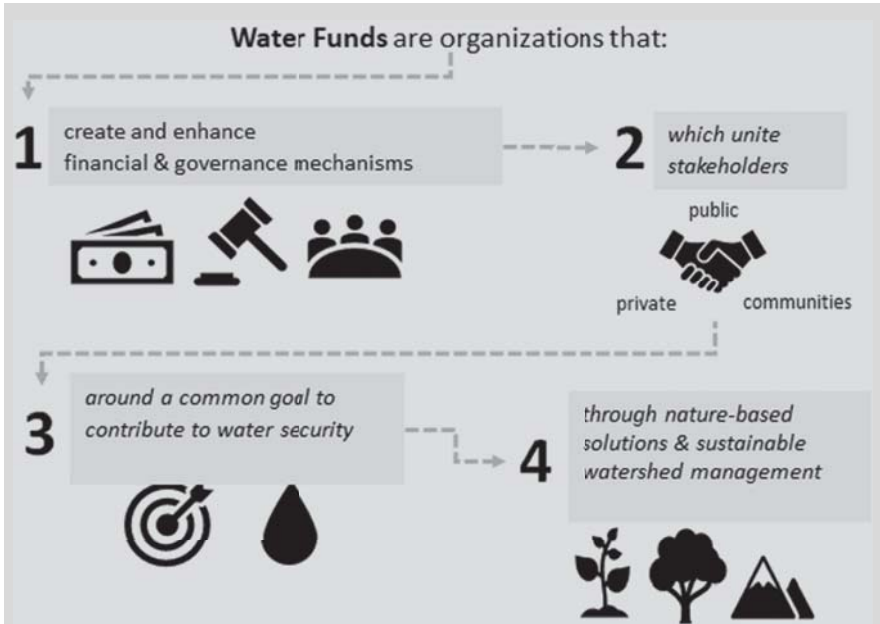 Water Funds are organizations that:
1
create and enhance
financial & governance mechanisms
2
which unite
stakeholders
public
private
communities
3
around a common goal to
contribute to water security
4
through nature-based
solutions & sustainable
watershed management